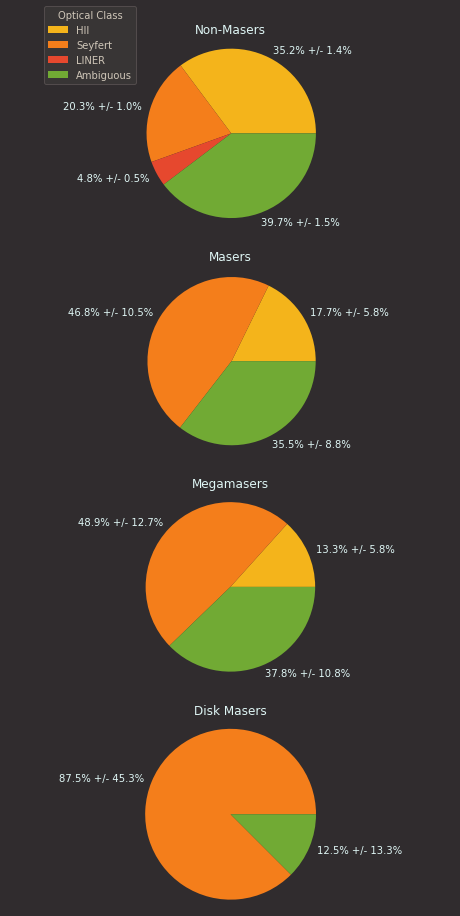 Optical Class
HII
Seyfert
LINER
Ambiguous
Non-Masers
35.2% +/- 1.4%
20.3% +/- 1.0%
4.8% +/- 0.5%
39.7% +/- 1.5%
Masers
46.8% +/- 10.5%
17.7% +/- 5.8%
35.5% +/- 8.8%
Megamasers
48.9% +/- 12.7%
13.3% +/- 5.8%
37.8% +/- 10.8%
Disk Masers
87.5% +/- 45.3%
12.5% +/- 13.3%